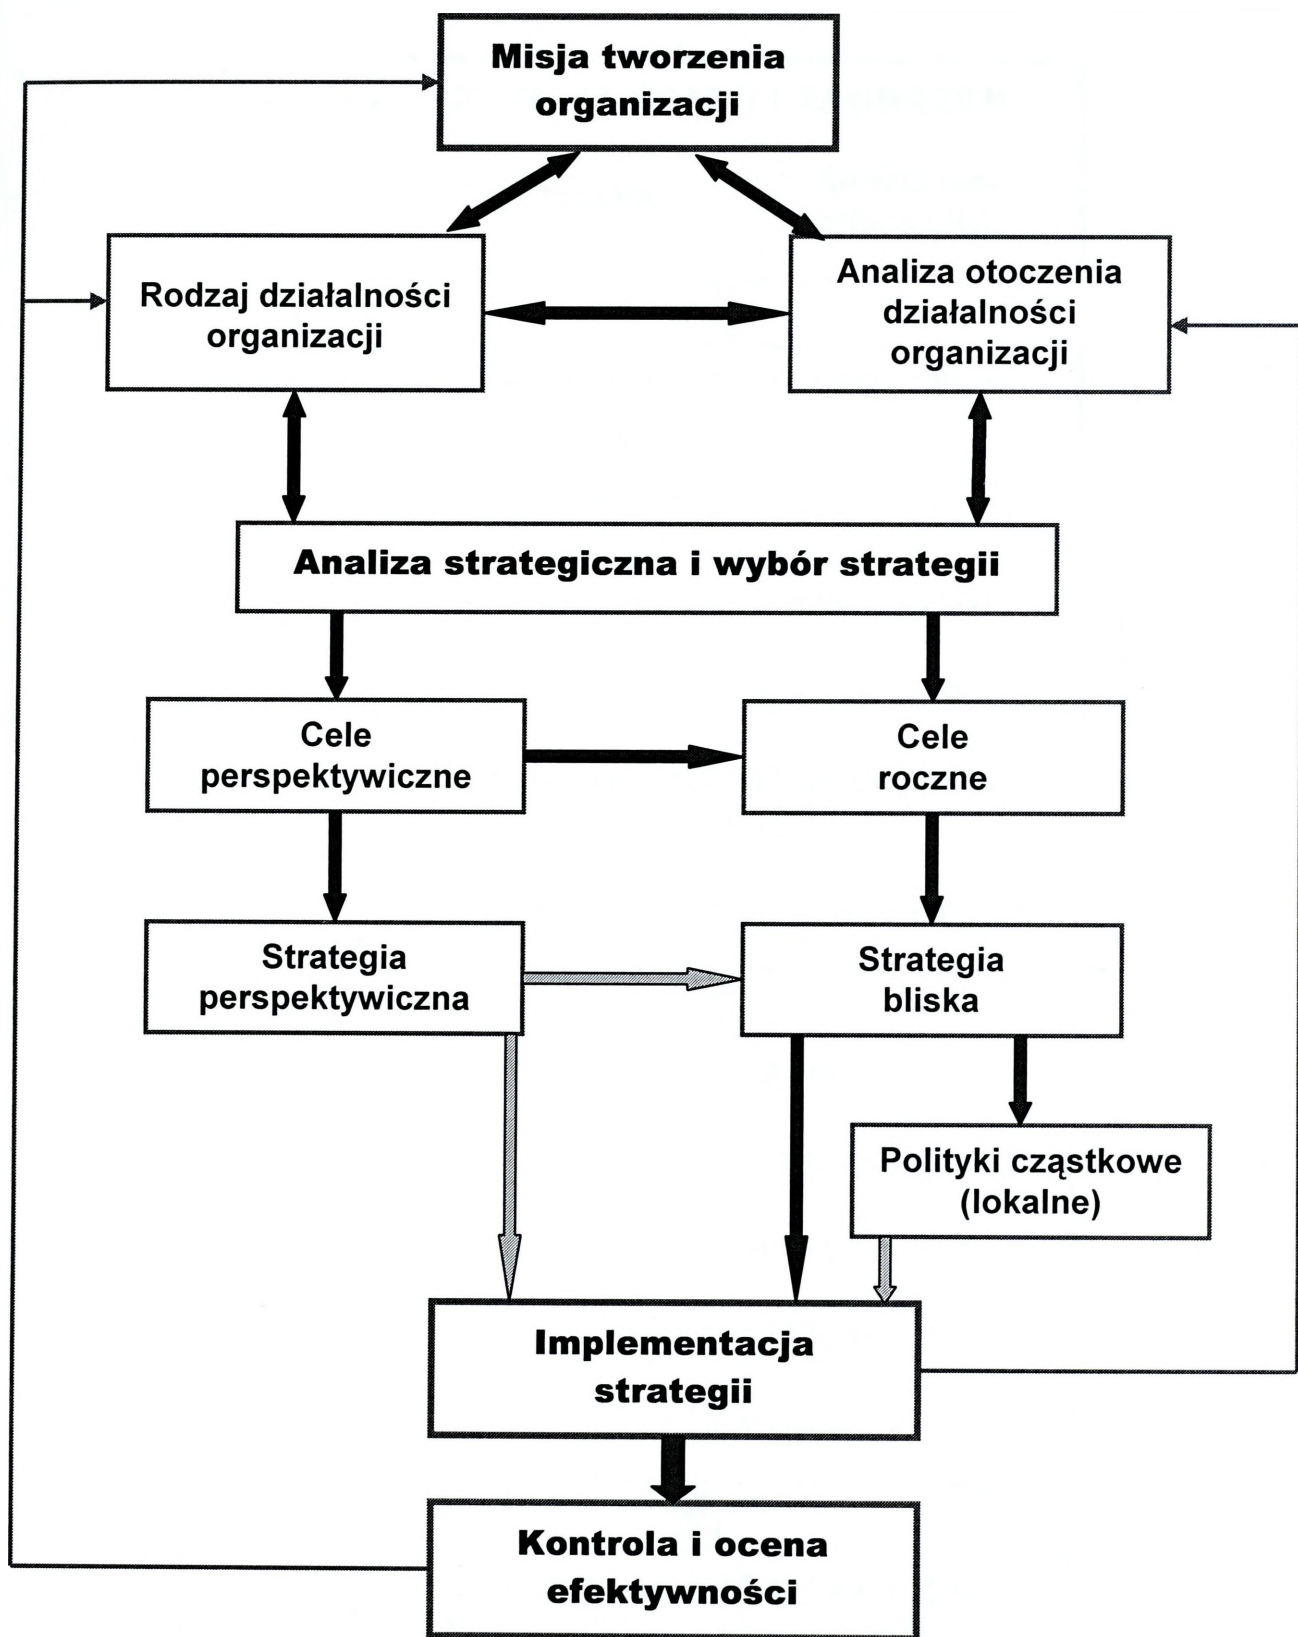 Misja tworzenia
organizacji
Rodzaj działalności
organizacji
Analiza otoczenia
działalności
organizacji
Analiza strategiczna i wybór strategii
Cele
perspektywiczne
Cele
roczne
Strategia
perspektywiczna
Strategia
bliska
Polityki cząstkowe
(lokalne)
Implementacja
strategii
Kontrola i ocena
efektywności